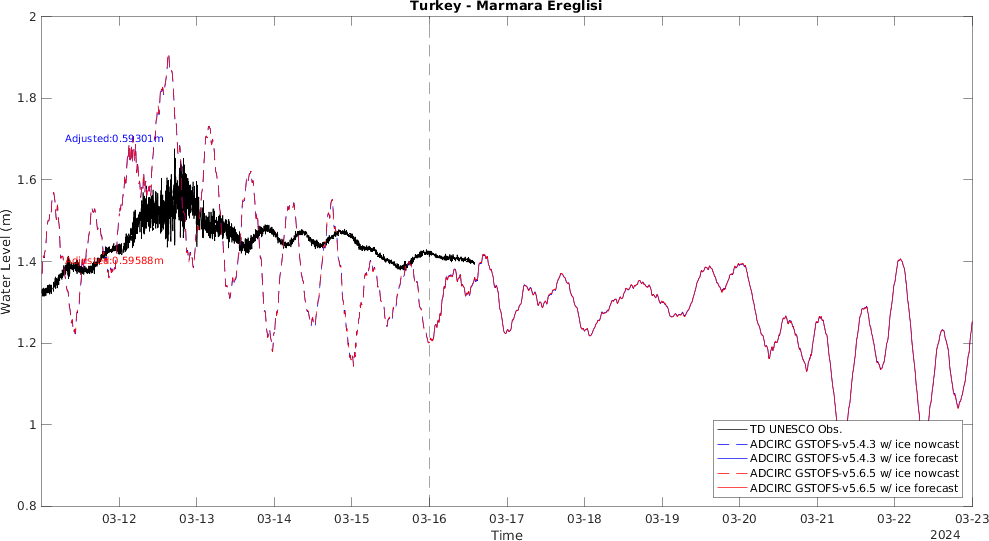 Turkey - Marmara Ereglisi
2
1.8
1.6
1.4
1.2
1
0.8
Water Level (m)
Adjusted:0.59301m
Adjusted:0.59588m
TD UNESCO Obs.
ADCIRC GSTOFS-v5.4.3 w/ ice nowcast
ADCIRC GSTOFS-v5.4.3 w/ ice forecast
ADCIRC GSTOFS-v5.6.5 w/ ice nowcast
ADCIRC GSTOFS-v5.6.5 w/ ice forecast
03-12 03-13 03-14 03-15 03-16 03-17 03-18 03-19 03-20 03-21 03-22 03-23
Time
2024